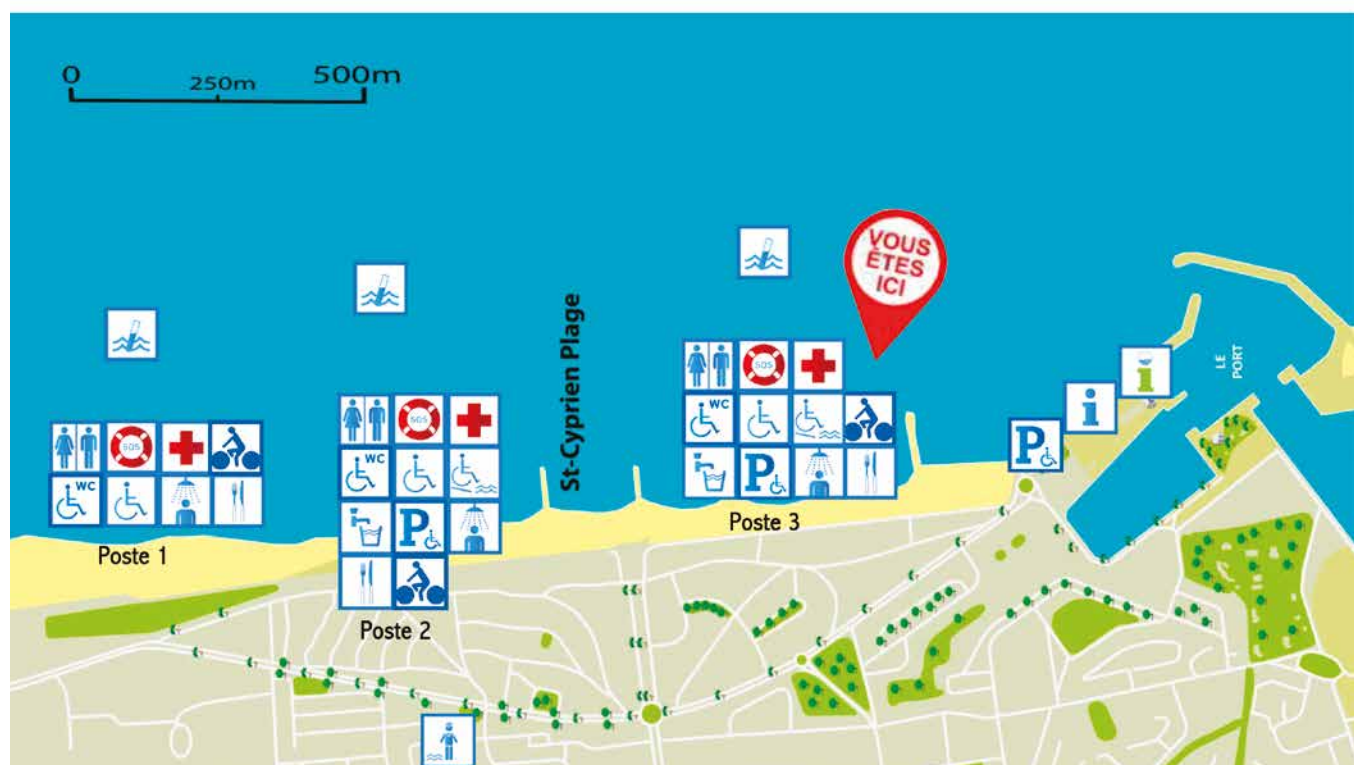 0
250m
500m
VOUS
ÊTES
ICI
St-Cyprien Plage
LE
PORT
SOS
WC
Poste 1
SOS
WC
P
Poste 2
SOS
WC
P
Poste 3
P
i
i